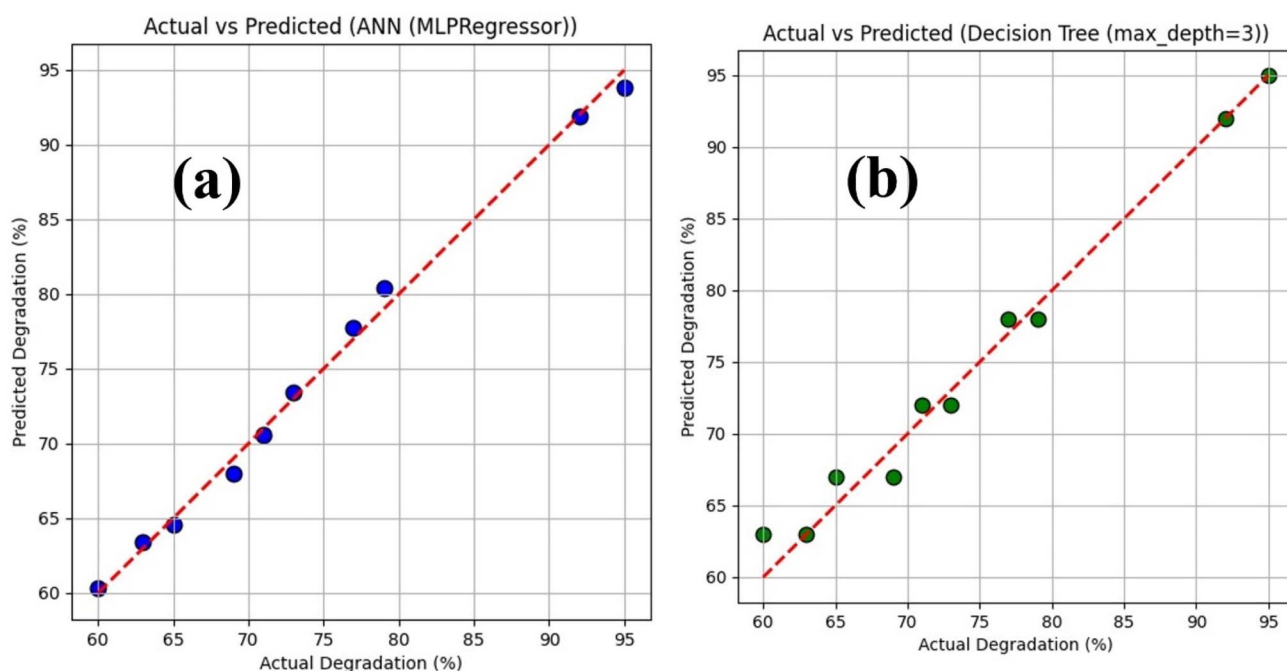 Actual vs Predicted (ANN (MLPRegressor))
(a)
Predicted Degradation (%)
95
90
85
80
75
70
65
60
60 65 70 75 80 85 90 95
Actual Degradation (%)
Actual vs Predicted (Decision Tree (max_depth=3))
(b)
Predicted Degradation (%)
95
90
85
80
75
70
65
60
60 65 70 75 80 85 90 95
Actual Degradation (%)